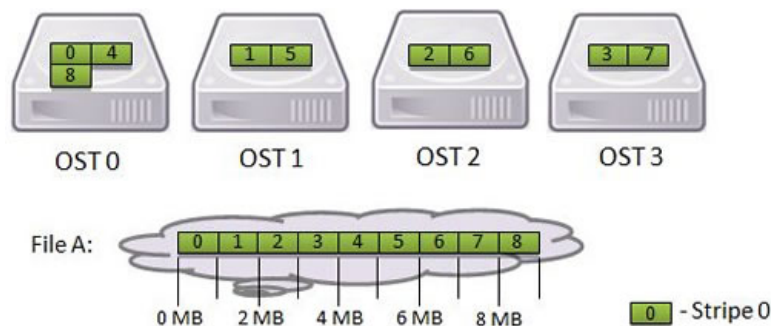 0 4
8
1 5
2 6
3 7
OST 0
OST 1
OST 2
OST 3
File A:
0 1 2 3 4 5 6 7 8
0 MB
2 MB
4 MB
6 MB
8 MB
0 - Stripe 0